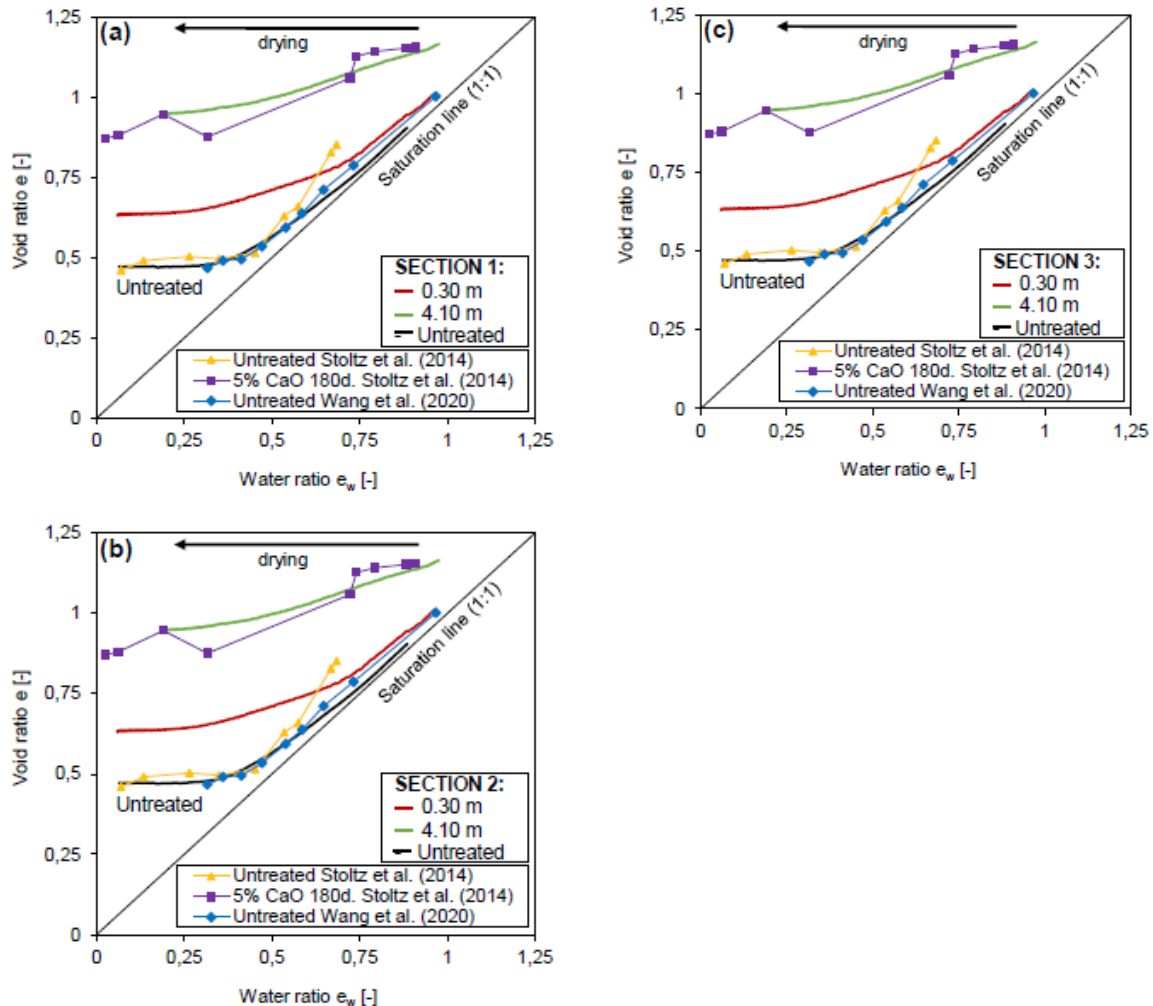 (a)
1,25
1
0,75
0,5
0,25
0
Void ratio e [-]
drying
Saturation line (1:1)
Untreated
SECTION 1:
0.30 m
4.10 m
Untreated
Untreated Stoltz et al. (2014)
5% CaO 180d. Stoltz et al. (2014)
Untreated Wang et al. (2020)
0 0,25 0,5 0,75 1 1,25
Water ratio ew [-]
(c)
1,25
1
0,75
0,5
0,25
0
Void ratio e [-]
drying
Saturation line (1:1)
Untreated
SECTION 3:
0.30 m
4.10 m
Untreated
Untreated Stoltz et al. (2014)
5% CaO 180d. Stoltz et al. (2014)
Untreated Wang et al. (2020)
0 0,25 0,5 0,75 1 1,25
Water ratio ew [-]
(b)
1,25
1
0,75
0,5
0,25
0
Void ratio e [-]
drying
Saturation line (1:1)
Untreated
SECTION 2:
0.30 m
4.10 m
Untreated
Untreated Stoltz et al. (2014)
5% CaO 180d. Stoltz et al. (2014)
Untreated Wang et al. (2020)
0 0,25 0,5 0,75 1 1,25
Water ratio ew [-]